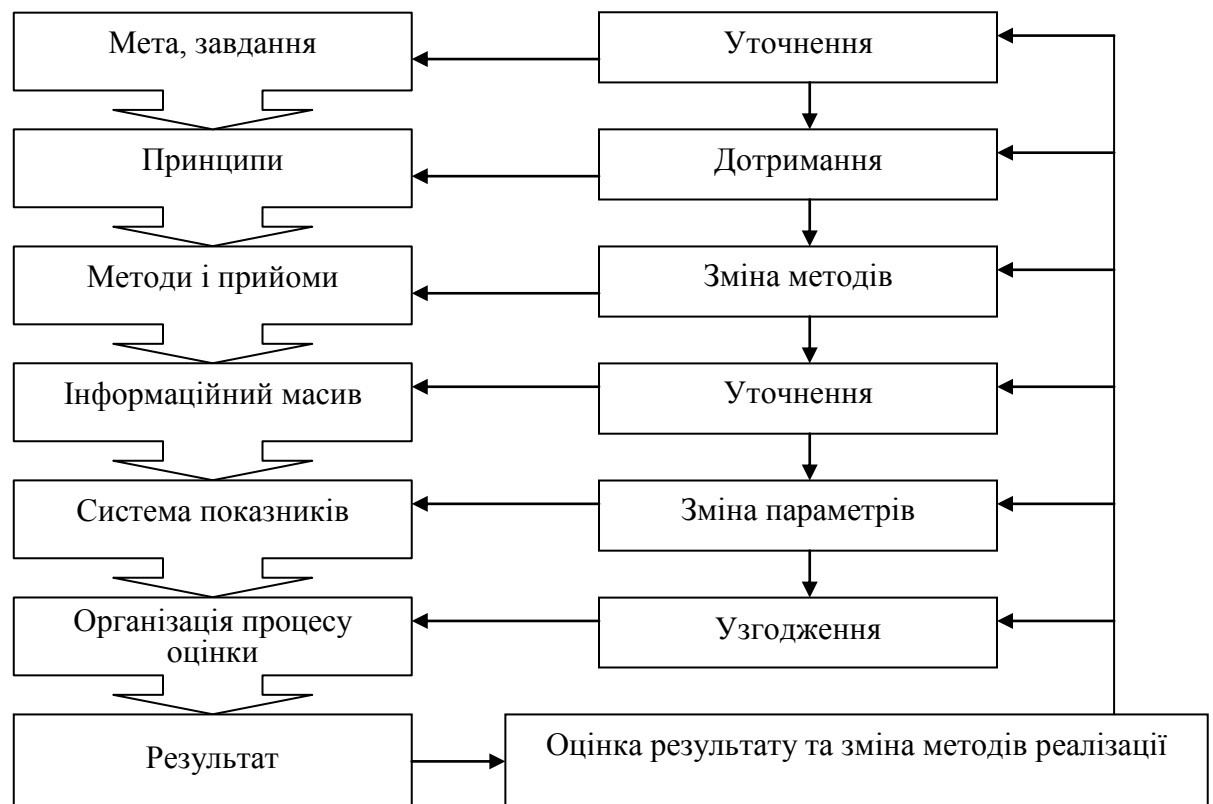 Мета, завдання
Уточнення
Принципи
Дотримання
Методи і прийоми
Зміна методів
Інформаційний масив
Уточнення
Система показників
Зміна параметрів
Організація процесу
оцінки
Узгодження
Результат
Оцінка результату та зміна методів реалізації